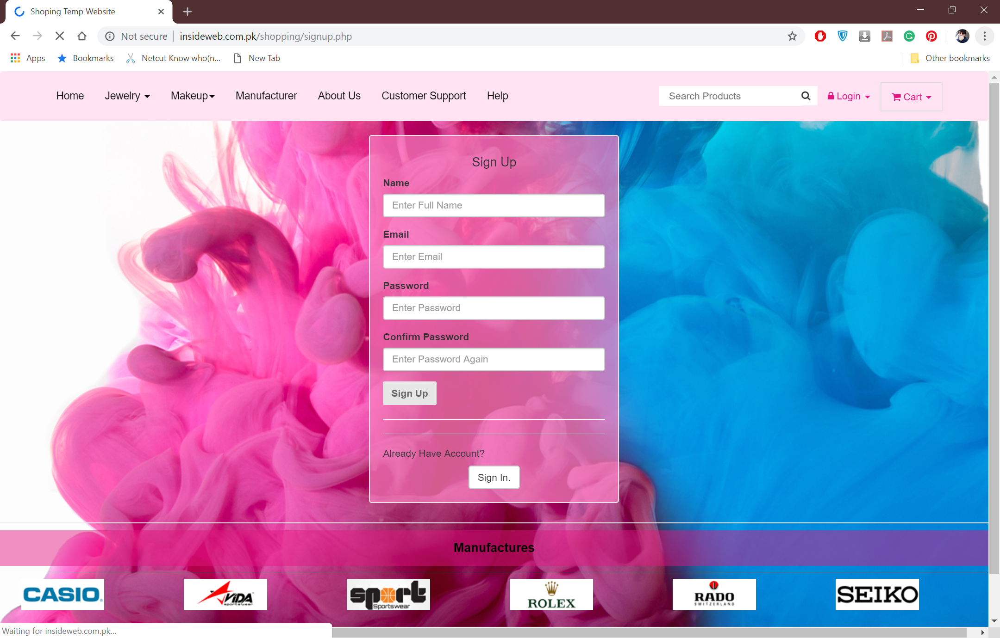 Shoping Temp Website
Not secure insideweb.com.pk/shopping/signup.php
Apps Bookmarks Netcut Know who(n... New Tab Other bookmarks
Home Jewelry Makeup Manufacturer About Us Customer Support Help Search Products Login Cart
Sign Up
Name
Enter Full Name
Email
Enter Email
Password
Enter Password
Confirm Password
Enter Password Again
Sign Up
Already Have Account?
Sign In.
Manufactures
CASIO
AVIDA
sportswear
sport
Sportswear
ROLEX
RADO
SWITZERLAND
SEIKO
Waiting for insideweb.com.pk...